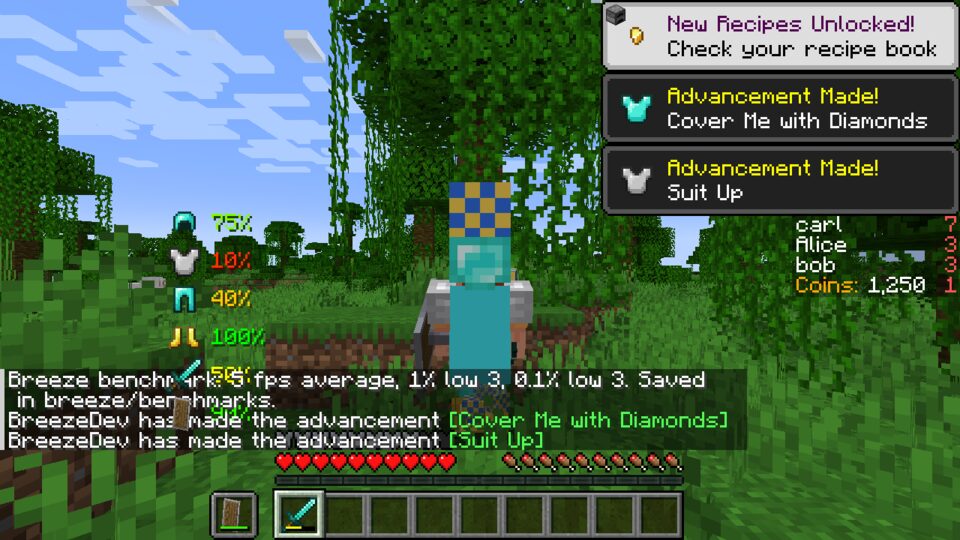 New Recipes Unlocked!
Check your recipe book
Advancement Made!
Cover Me with Diamonds
Advancement Made!
Suit Up
carl 7
Alice 3
bob 3
Coins: 1,250 1
75%
10%
40%
100%
50%
Breeze benchmark: 5 fps average, 1% low 3, 0.1% low 3. Saved
in breeze/benchmarks.
BreezeDev has made the advancement [Cover Me with Diamonds]
BreezeDev has made the advancement [Suit Up]